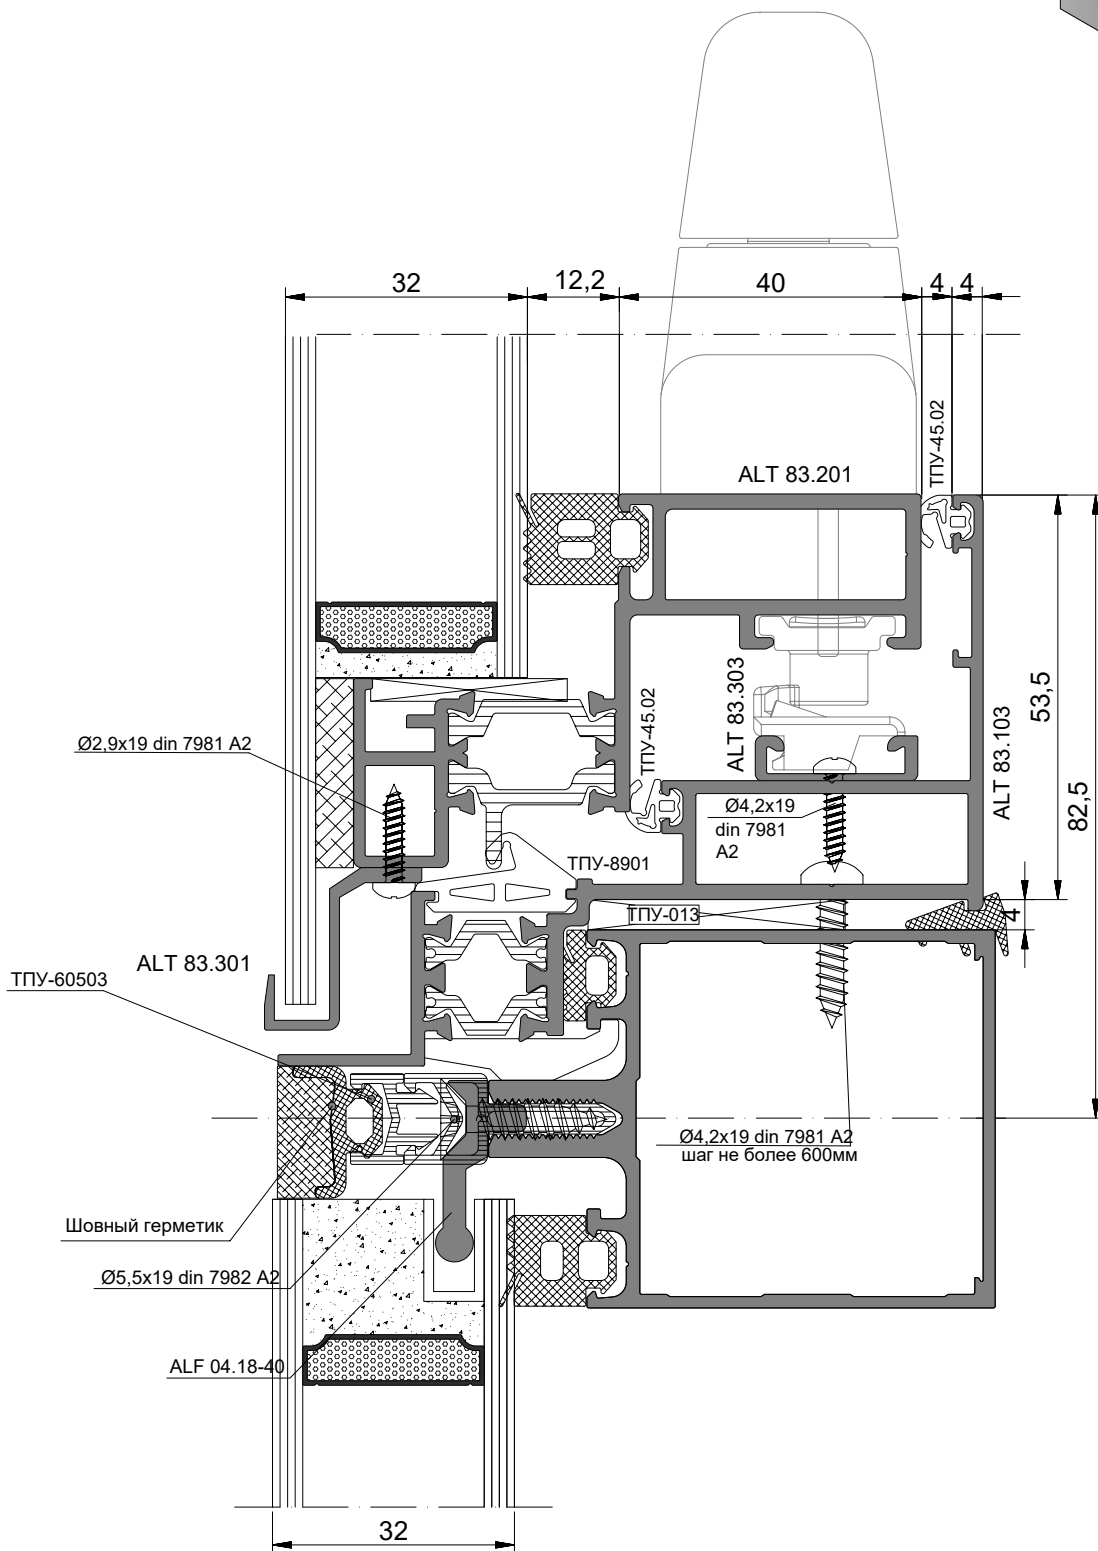 32
12,2
40
4
4
ТПУ-45.02
ALT 83.201
53,5
82,5
ALT 83.303
ТПУ-45.02
ALT 83.103
Ø2,9x19 din 7981 A2
Ø4,2x19
din 7981
A2
ТПУ-8901
ТПУ-013
4
ALT 83.301
ТПУ-60503
Ø4,2x19 din 7981 A2
шаг не более 600мм
Шовный герметик
Ø5,5x19 din 7982 A2
ALF 04.18-40
32